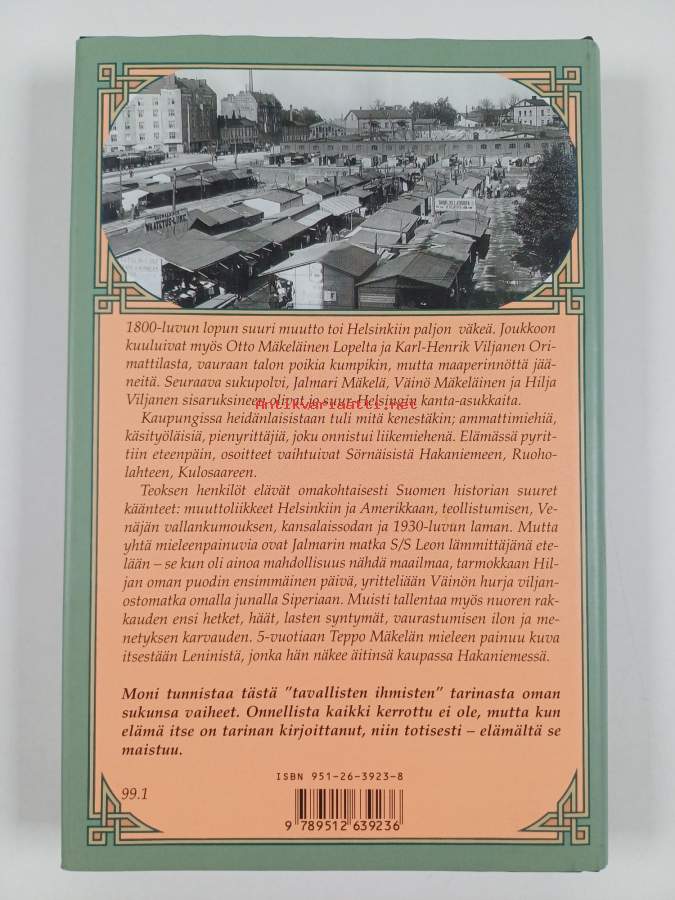 WAATETUS-LIIKE
1800-luvun lopun suuri muutto toi Helsinkiin paljon väkeä. Joukkoon
kuuluivat myös Otto Mäkeläinen Lopelta ja Karl-Henrik Viljanen Ori-
mattilasta, vauraan talon poikia kumpikin, mutta maaperinnöttä jää-
neitä. Seuraava sukupolvi, Jalmari Mäkelä, Väinö Mäkeläinen ja Hilja
Viljanen sisaruksineen olivat jo suur-Helsingin kanta-asukkaita.
Antikvariaatti.net
Kaupungissa heidänlaisistaan tuli mitä kenestäkin; ammattimiehiä,
käsityöläisiä, pienyrittäjiä, joku onnistui liikemiehenä. Elämässä pyrit-
tiin eteenpäin, osoitteet vaihtuivat Sörnäisistä Hakaniemeen, Ruoho-
lahteen, Kulosaareen.
Teoksen henkilöt elävät omakohtaisesti Suomen historian suuret
käänteet: muuttoliikkeet Helsinkiin ja Amerikkaan, teollistumisen, Ve-
näjän vallankumouksen, kansalaissodan ja 1930-luvun laman. Mutta
yhtä mieleenpainuvia ovat Jalmarin matka S/S Leon lämmittäjänä ete-
lään – se kun oli ainoa mahdollisuus nähdä maailmaa, tarmokkaan Hil-
jan oman puodin ensimmäinen päivä, yritteliään Väinön hurja viljan-
ostomatka omalla junalla Siperiaan. Muisti tallentaa myös nuoren rak-
kauden ensi hetket, häät, lasten syntymät, vaurastumisen ilon ja me-
netyksen karvauden. 5-vuotiaan Teppo Mäkelän mieleen painuu kuva
itsestään Leninistä, jonka hän näkee äitinsä kaupassa Hakaniemessä.
Moni tunnistaa tästä "tavallisten ihmisten" tarinasta oman
sukunsa vaiheet. Onnellista kaikki kerrottu ei ole, mutta kun
elämä itse on tarinan kirjoittanut, niin totisesti – elämältä se
maistuu.
ISBN 951-26-3923-8
99.1
9 789512 639236